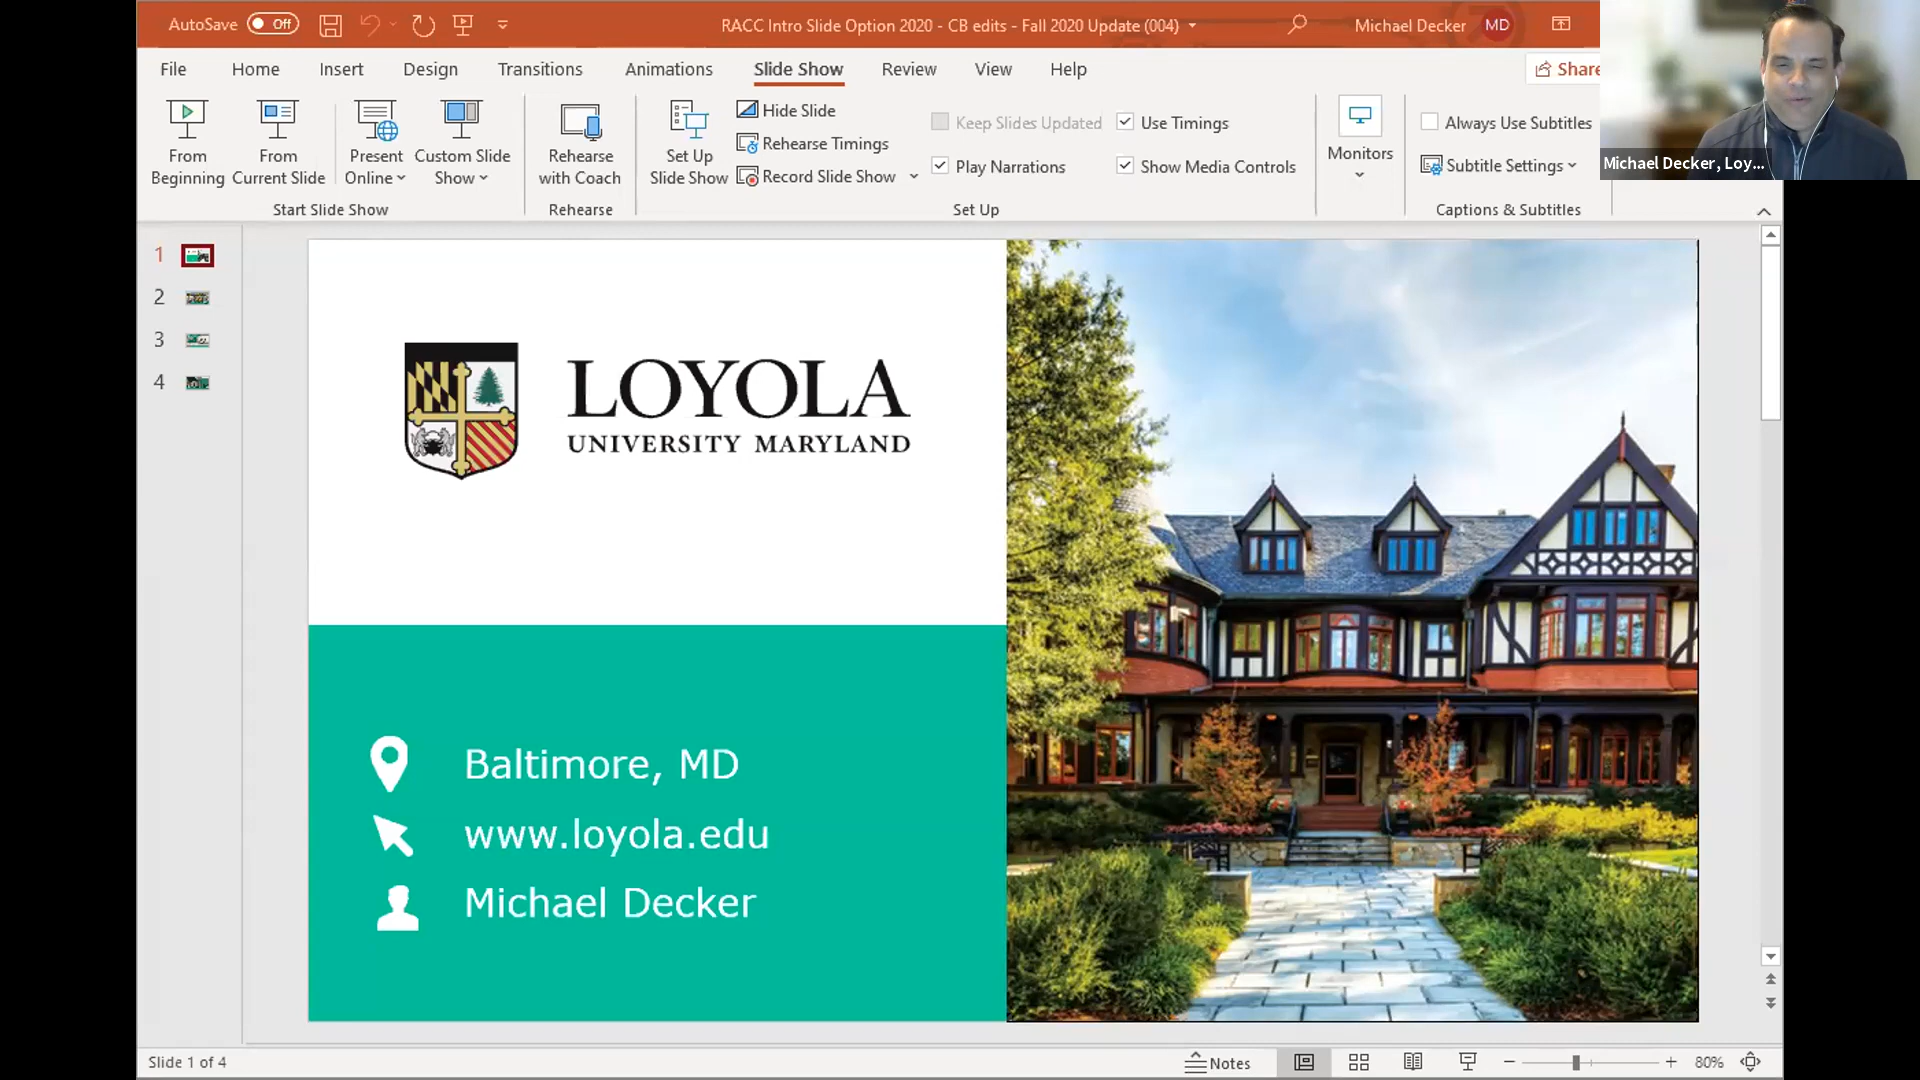 AutoSave Off
RACC Intro Slide Option 2020 - CB edits - Fall 2020 Update (004)
Michael Decker MD
File Home Insert Design Transitions Animations Slide Show Review View Help
Share
From Beginning
From Current Slide
Present Online
Custom Slide Show
Start Slide Show
Rehearse with Coach
Rehearse
Set Up Slide Show
Hide Slide
Rehearse Timings
Record Slide Show
Keep Slides Updated
Use Timings
Play Narrations
Show Media Controls
Set Up
Monitors
Always Use Subtitles
Subtitle Settings
Captions & Subtitles
Michael Decker, Loy...
1
2
3
4
LOYOLA
UNIVERSITY MARYLAND
Baltimore, MD
www.loyola.edu
Michael Decker
Slide 1 of 4
Notes
80%